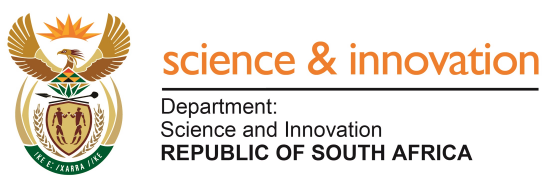 science & innovation
Department:
Science and Innovation
REPUBLIC OF SOUTH AFRICA
!KE E: /XARRA //KE